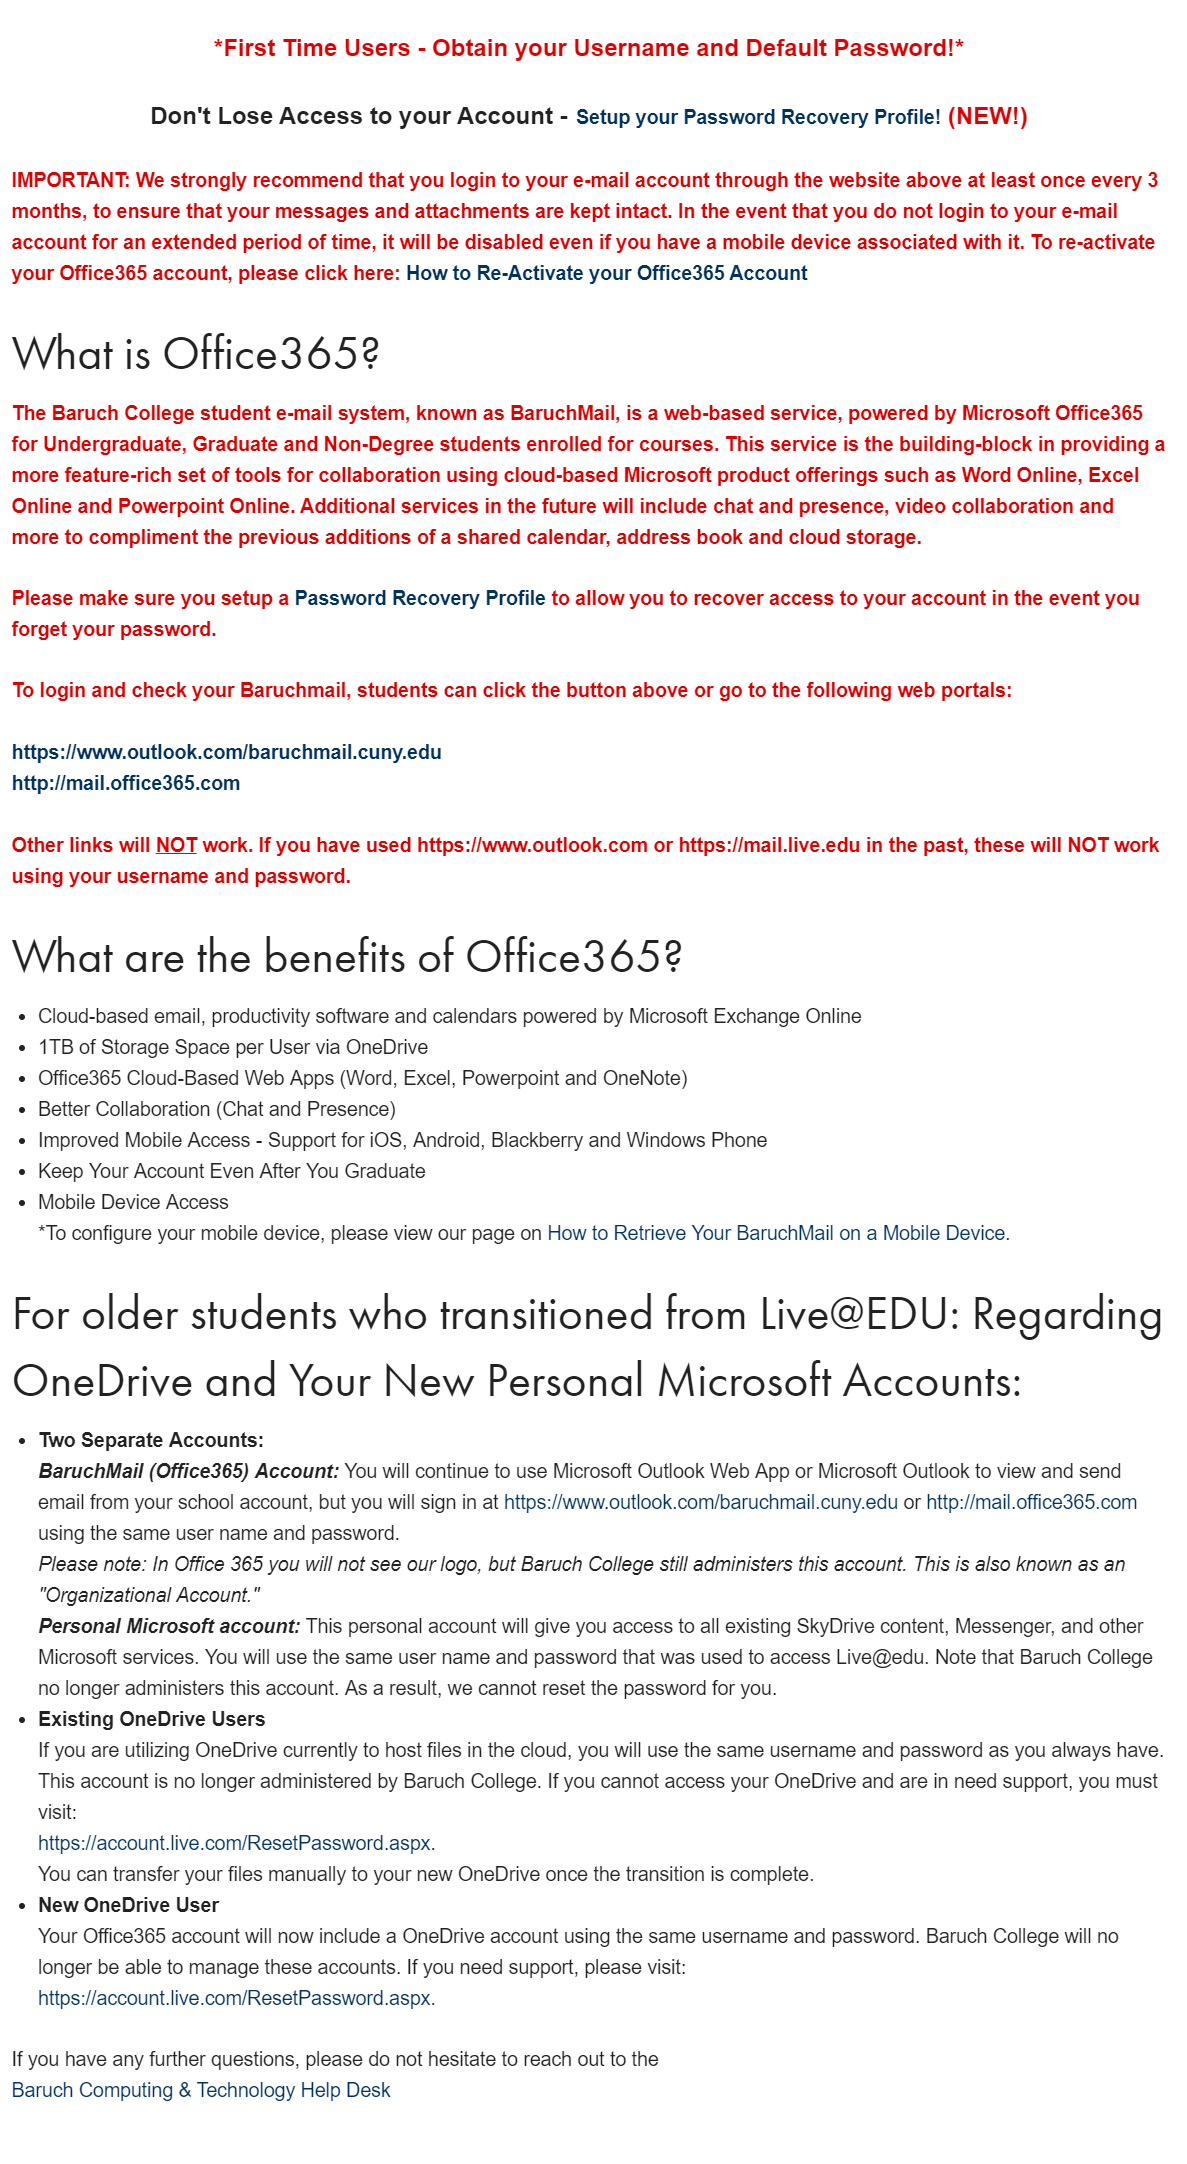 *First Time Users - Obtain your Username and Default Password!*
Don't Lose Access to your Account - Setup your Password Recovery Profile! (NEW!)
IMPORTANT: We strongly recommend that you login to your e-mail account through the website above at least once every 3
months, to ensure that your messages and attachments are kept intact. In the event that you do not login to your e-mail
account for an extended period of time, it will be disabled even if you have a mobile device associated with it. To re-activate
your Office365 account, please click here: How to Re-Activate your Office365 Account
What is Office365?
The Baruch College student e-mail system, known as BaruchMail, is a web-based service, powered by Microsoft Office365
for Undergraduate, Graduate and Non-Degree students enrolled for courses. This service is the building-block in providing a
more feature-rich set of tools for collaboration using cloud-based Microsoft product offerings such as Word Online, Excel
Online and Powerpoint Online. Additional services in the future will include chat and presence, video collaboration and
more to compliment the previous additions of a shared calendar, address book and cloud storage.
Please make sure you setup a Password Recovery Profile to allow you to recover access to your account in the event you
forget your password.
To login and check your Baruchmail, students can click the button above or go to the following web portals:
https://www.outlook.com/baruchmail.cuny.edu
http://mail.office365.com
Other links will NOT work. If you have used https://www.outlook.com or https://mail.live.edu in the past, these will NOT work
using your username and password.
What are the benefits of Office365?
• Cloud-based email, productivity software and calendars powered by Microsoft Exchange Online
• 1TB of Storage Space per User via OneDrive
• Office365 Cloud-Based Web Apps (Word, Excel, Powerpoint and OneNote)
• Better Collaboration (Chat and Presence)
• Improved Mobile Access - Support for iOS, Android, Blackberry and Windows Phone
• Keep Your Account Even After You Graduate
• Mobile Device Access
*To configure your mobile device, please view our page on How to Retrieve Your BaruchMail on a Mobile Device.
For older students who transitioned from Live@EDU: Regarding
OneDrive and Your New Personal Microsoft Accounts:
• Two Separate Accounts:
BaruchMail (Office365) Account: You will continue to use Microsoft Outlook Web App or Microsoft Outlook to view and send
email from your school account, but you will sign in at https://www.outlook.com/baruchmail.cuny.edu or http://mail.office365.com
using the same user name and password.
Please note: In Office 365 you will not see our logo, but Baruch College still administers this account. This is also known as an
"Organizational Account."
Personal Microsoft account: This personal account will give you access to all existing SkyDrive content, Messenger, and other
Microsoft services. You will use the same user name and password that was used to access Live@edu. Note that Baruch College
no longer administers this account. As a result, we cannot reset the password for you.
• Existing OneDrive Users
If you are utilizing OneDrive currently to host files in the cloud, you will use the same username and password as you always have.
This account is no longer administered by Baruch College. If you cannot access your OneDrive and are in need support, you must
visit:
https://account.live.com/ResetPassword.aspx.
You can transfer your files manually to your new OneDrive once the transition is complete.
• New OneDrive User
Your Office365 account will now include a OneDrive account using the same username and password. Baruch College will no
longer be able to manage these accounts. If you need support, please visit:
https://account.live.com/ResetPassword.aspx.
If you have any further questions, please do not hesitate to reach out to the
Baruch Computing & Technology Help Desk